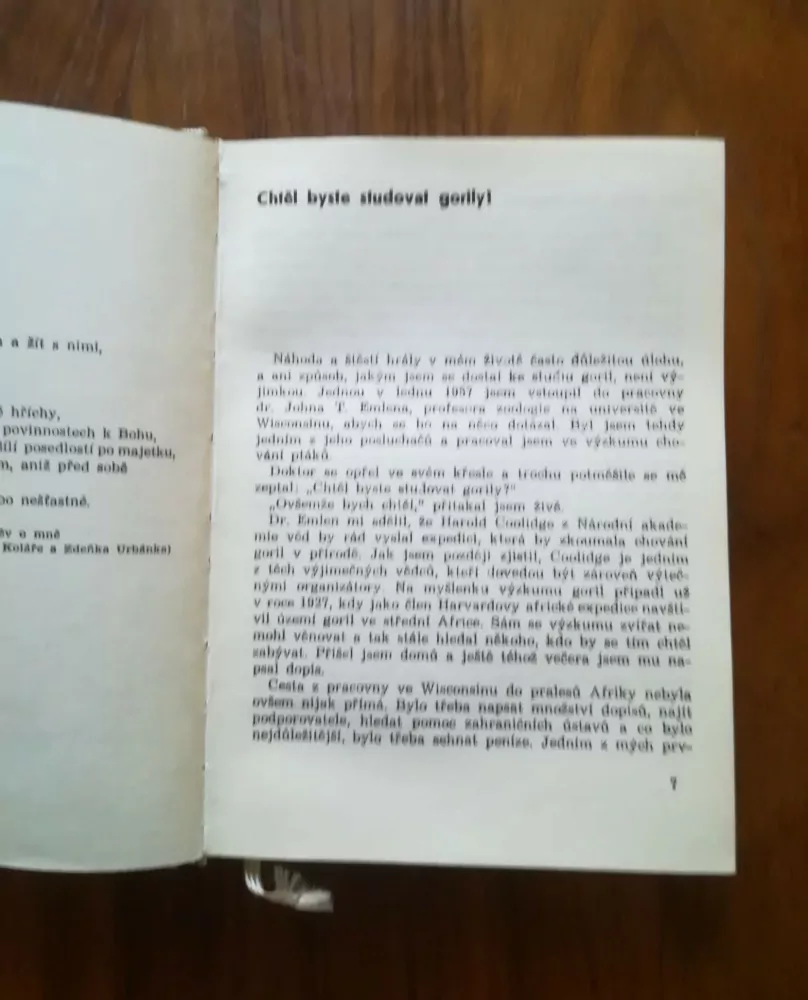 a žít s nimi,
hříchy,
povinnostech k Bohu,
posedlostí po majetku,
aniž před sebě
nešťastné.
o mně
Koláře a Zdeňka Urbánka)
Chtěl byste studovat gorily?
Náhoda a štěstí hrály v mém životě často důležitou úlohu,
a ani způsob, jakým jsem se dostal ke studiu goril, není vý-
jimkou. Jednou v lednu 1957 jsem vstoupil do pracovny
dr. Johna T. Emlena, profesora zoologie na universitě ve
Wisconsinu, abych se ho na něco dotázal. Byl jsem tehdy
jedním z jeho posluchačů a pracoval jsem ve výzkumu cho-
vání ptáků.
Doktor se opřel ve svém křesle a trochu potměšile se mě
zeptal: „Chtěl byste studovat gorily?“
„Ovšemže bych chtěl,“ přitakal jsem živě.
Dr. Emlen mi sdělil, že Harold Coolidge z Národní akade-
mie věd by rád vyslal expedici, která by zkoumala chování
goril v přírodě. Jak jsem později zjistil, Coolidge je jedním
z těch výjimečných vědců, kteří dovedou být zároveň výteč-
nými organizátory. Na myšlenku výzkumu goril připadl už
v roce 1927, kdy jako člen Harvardovy africké expedice navští-
vil území goril ve střední Africe. Sám se výzkumu zvířat ne-
mohl věnovat a tak stále hledal někoho, kdo by se tím chtěl
zabývat. Přišel jsem domů a ještě téhož večera jsem mu na-
psal dopis.
Cesta z pracovny ve Wisconsinu do pralesů Afriky nebyla
ovšem nijak přímá. Bylo třeba napsat množství dopisů, najít
podporovatele, hledat pomoc zahraničních ústavů a co bylo
nejdůležitější, bylo třeba sehnat peníze. Jedním z mých prv-
7